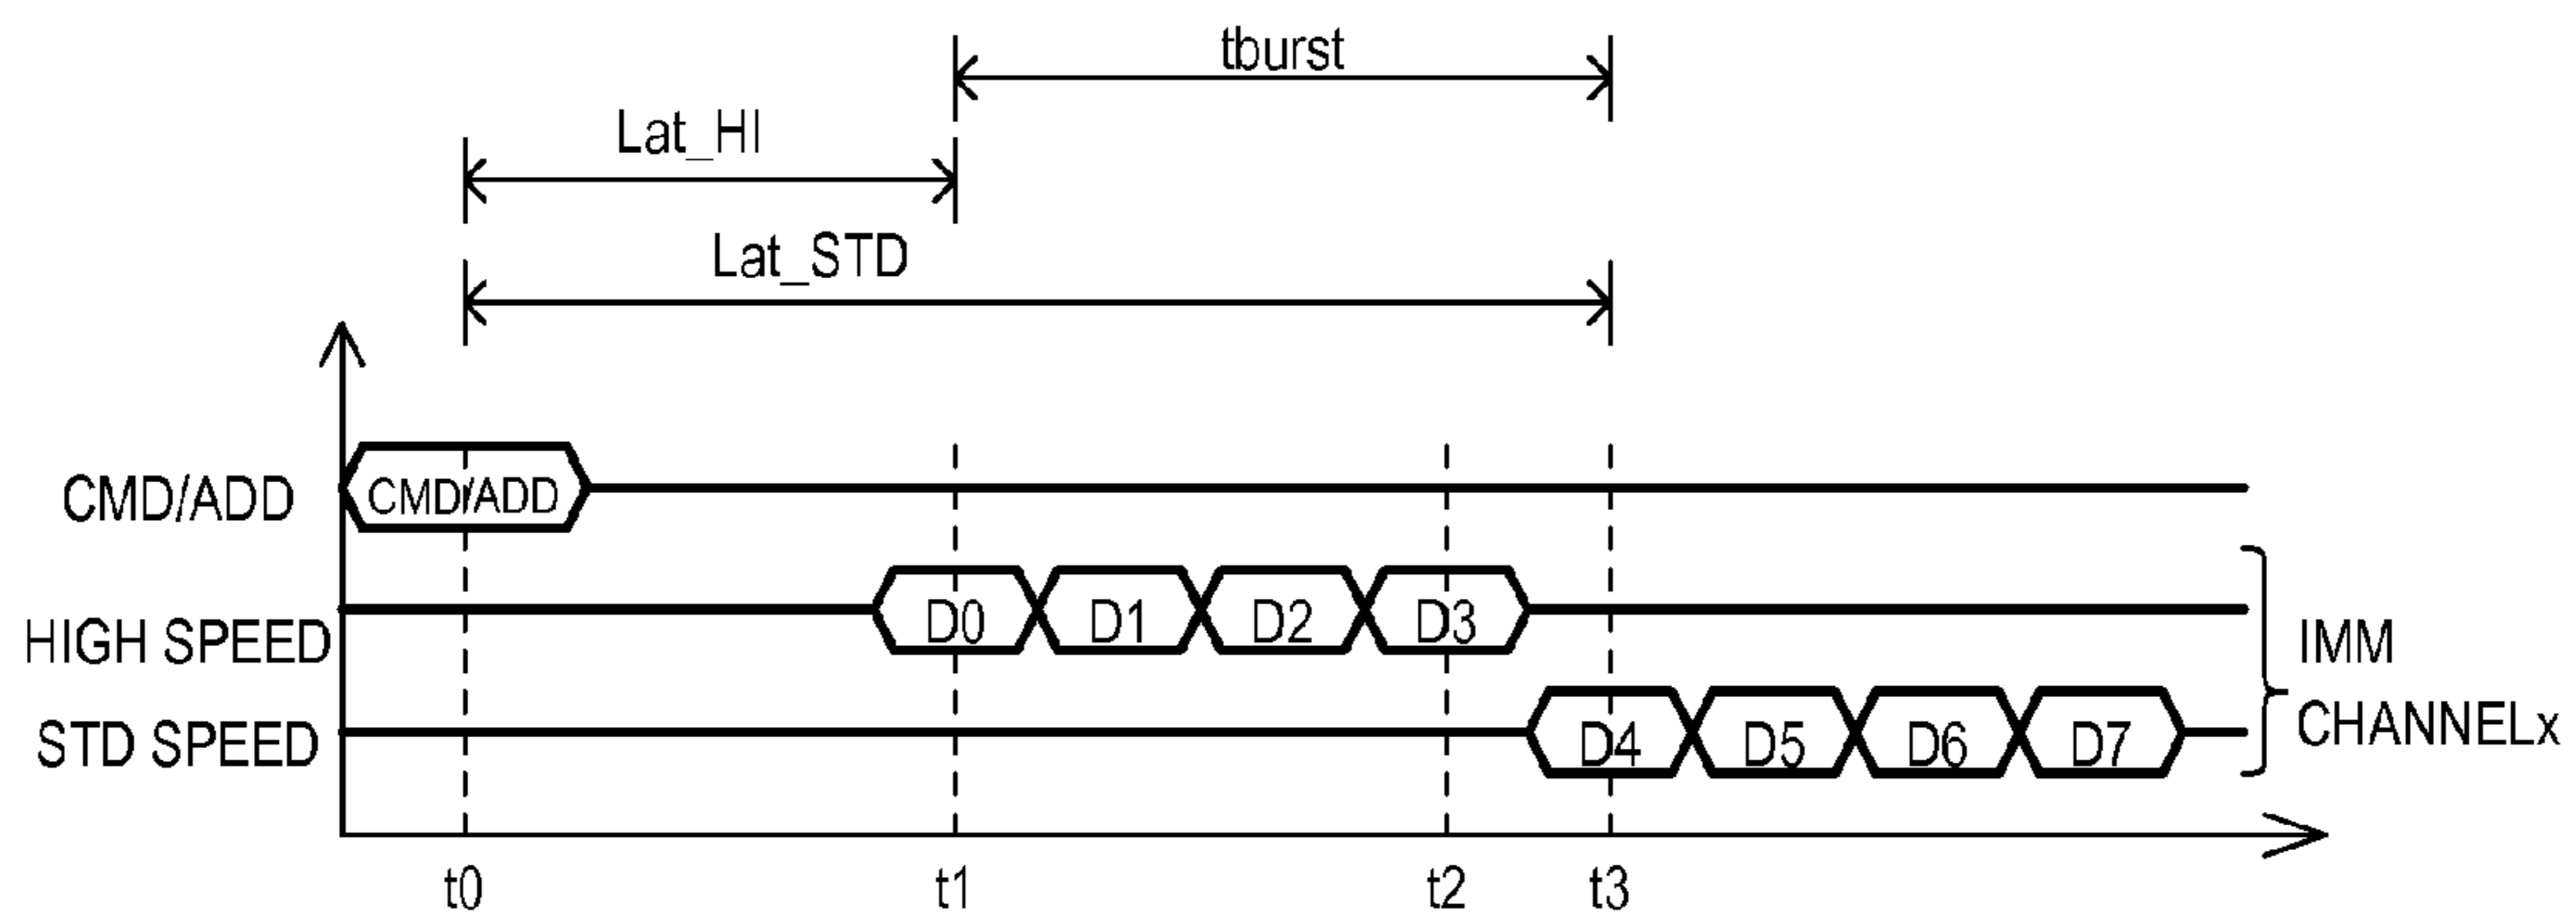 tburst
Lat_HI
Lat_STD
CMD/ADD CMD/ADD
HIGH SPEED D0 D1 D2 D3
STD SPEED D4 D5 D6 D7
IMM
CHANNELx
t0 t1 t2 t3